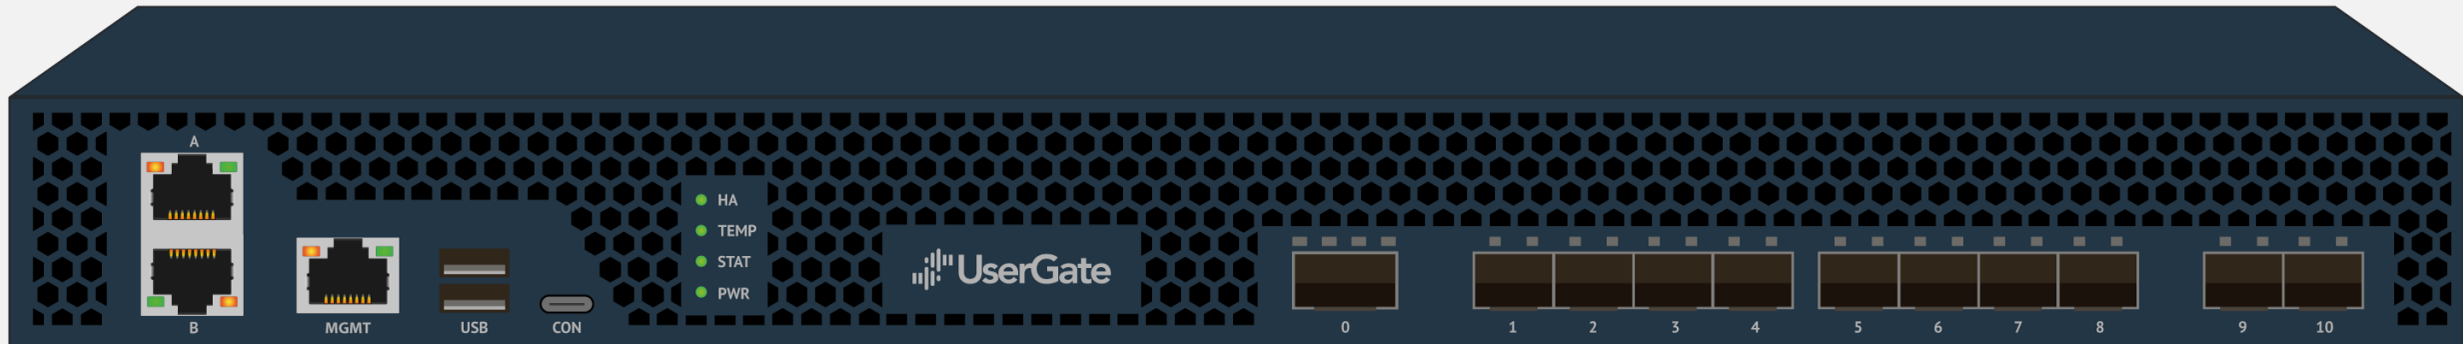 A
B
MGMT
USB
CON
HA
TEMP
STAT
PWR
UserGate
0
1 2 3 4
5 6 7 8
9 10